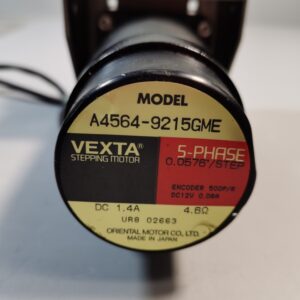 MODEL
A4564-9215GME
VEXTA®
STEPPING MOTOR
5-PHASE
0.0576°/STEP
ENCODER 500P/R
DC12V 0.08A
DC 1.4A 4.6Ω
UR8 02663
ORIENTAL MOTOR CO., LTD.
MADE IN JAPAN